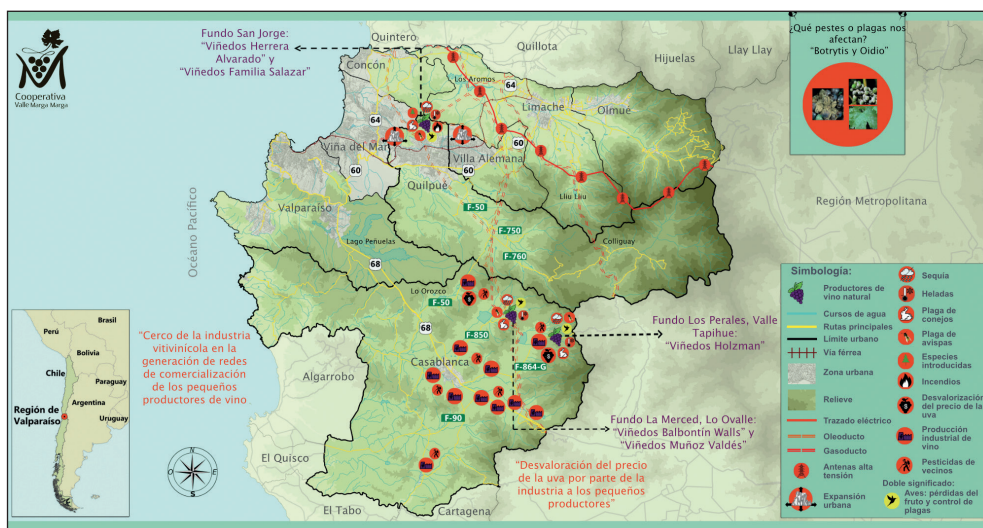 Cooperativa
Valle Marga Marga
Fundo San Jorge:
"Viñedos Herrera
Alvarado" y
"Viñedos Familia Salazar"
¿Qué pestes o plagas nos
afectan?
"Botrytis y Oidio"
Quintero
Quillota
Hijuelas
Llay Llay
Concón
Los Aromos
64
Limache
Olmué
64
Viña del Mar
60
Villa Alemana
60
60
Quilpué
F-50
Lliu Lliu
Región Metropolitana
Océano Pacífico
Valparaíso
F-750
Lago Peñuelas
F-760
Colliguay
68
Lo Orozco
F-50
68
F-850
Casablanca
F-864-G
Algarrobo
F-90
El Quisco
El Tabo
Cartagena
"Cerco de la industria
vitivinícola en la
generación de redes
de comercialización
de los pequeños
productores de vino
Fundo Los Perales, Valle
Tapihue:
"Viñedos Holzman"
Fundo La Merced, Lo Ovalle:
"Viñedos Balbontín Walls" y
"Viñedos Muñoz Valdés"
"Desvaloración del precio
de la uva por parte de la
industria a los pequeños
productores"
Brasil
Perú
Bolivia
Chile
Paraguay
Argentina
Uruguay
Región de
Valparaíso
N
E
S
O
Simbología:
Productores de
vino natural
Cursos de agua
Rutas principales
Límite urbano
Vía férrea
Zona urbana
Relieve
Trazado eléctrico
Oleoducto
Gasoducto
Antenas alta
tensión
Expansión
urbana
Sequía
Heladas
Plaga de
conejos
Plaga de
avispas
Especies
introducidas
Incendios
Desvalorización
del precio de la
uva
Producción
industrial de
vino
Pesticidas de
vecinos
Doble significado:
Aves: pérdidas del
fruto y control de
plagas